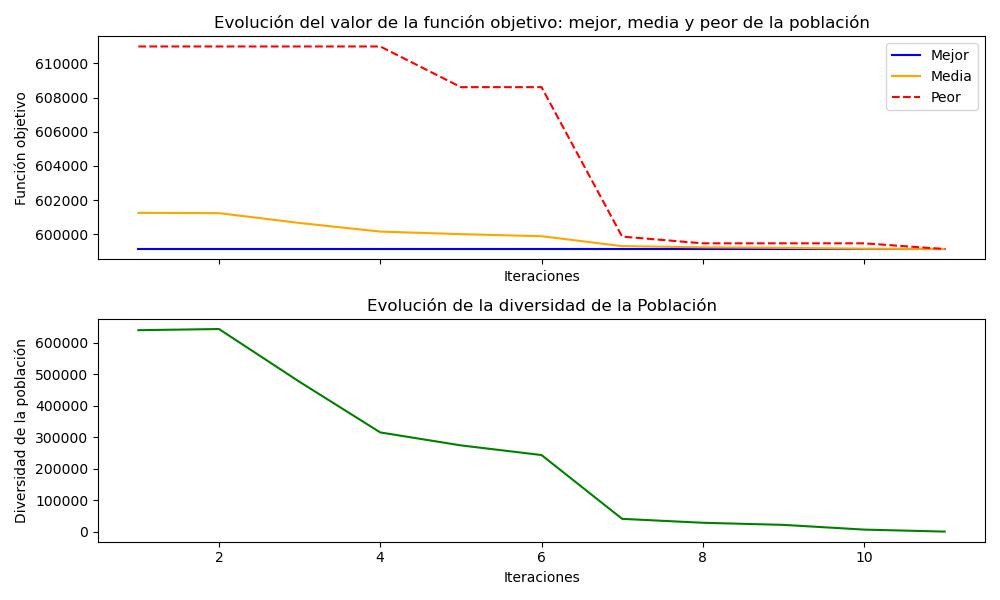 Evolución del valor de la función objetivo: mejor, media y peor de la población
Función objetivo
610000
608000
606000
604000
602000
600000
Mejor
Media
Peor
Iteraciones
Evolución de la diversidad de la Población
Diversidad de la población
600000
500000
400000
300000
200000
100000
0
2
4
6
8
10
Iteraciones